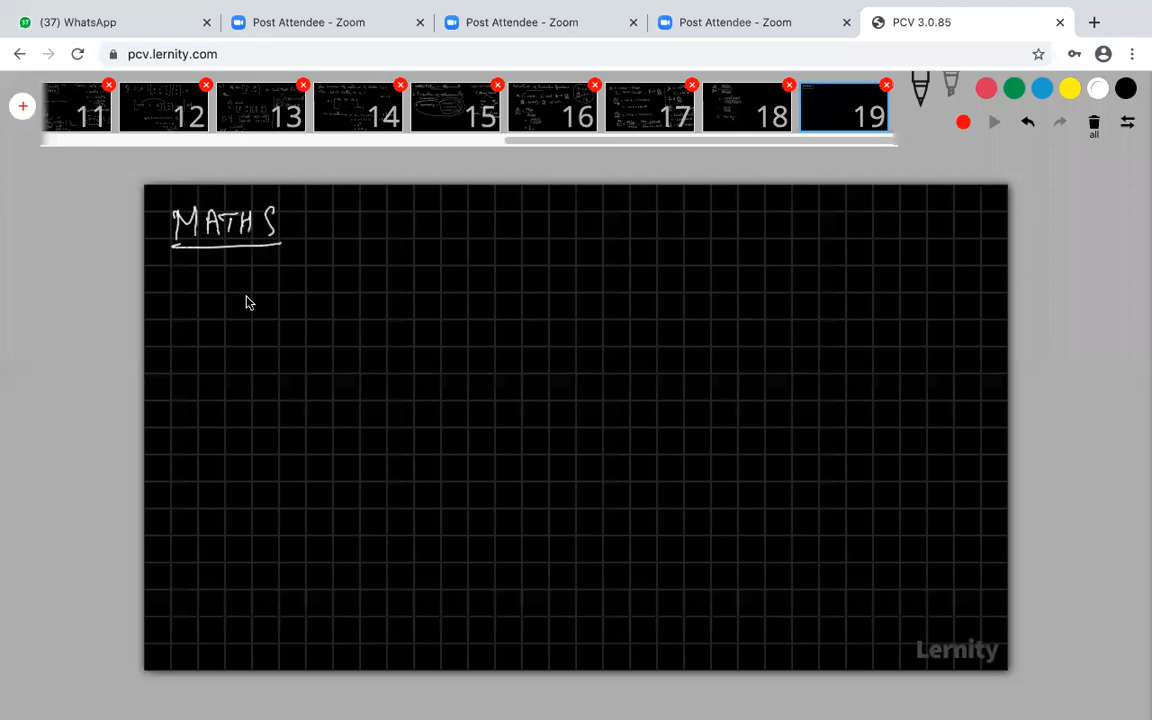 (37) WhatsApp
Post Attendee - Zoom
Post Attendee - Zoom
Post Attendee - Zoom
PCV 3.0.85
pcv.lernity.com
11
12
13
14
15
16
17
18
19
all
MATHS
Lernity